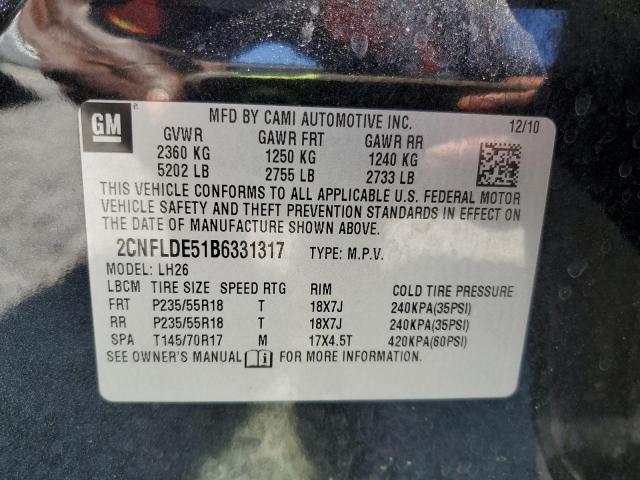 GM
MFD BY CAMI AUTOMOTIVE INC. 12/10
GVWR GAWR FRT GAWR RR
2360 KG 1250 KG 1240 KG
5202 LB 2755 LB 2733 LB
THIS VEHICLE CONFORMS TO ALL APPLICABLE U.S. FEDERAL MOTOR
VEHICLE SAFETY AND THEFT PREVENTION STANDARDS IN EFFECT ON
THE DATE OF MANUFACTURE SHOWN ABOVE.
2CNFLDE51B6331317 TYPE: M.P.V.
MODEL: LH26
LBCM TIRE SIZE SPEED RTG RIM COLD TIRE PRESSURE
FRT P235/55R18 T 18X7J 240KPA(35PSI)
RR P235/55R18 T 18X7J 240KPA(35PSI)
SPA T145/70R17 M 17X4.5T 420KPA(60PSI)
SEE OWNER'S MANUAL FOR MORE INFORMATION.